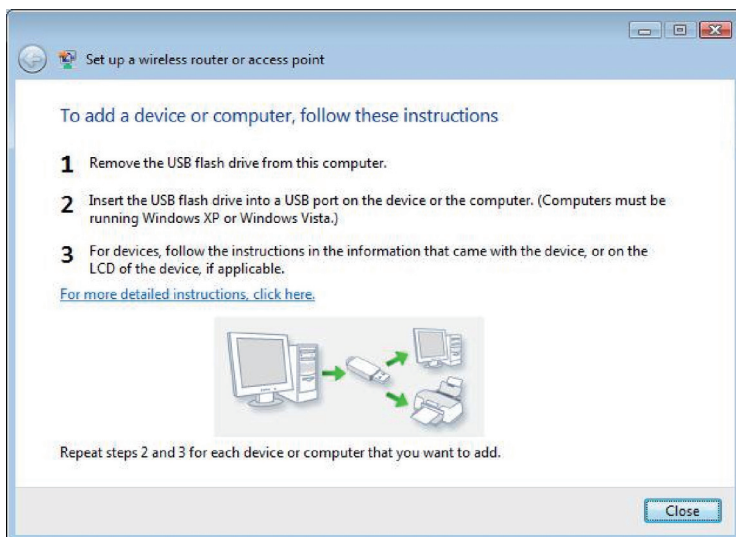 Set up a wireless router or access point
To add a device or computer, follow these instructions
1 Remove the USB flash drive from this computer.
2 Insert the USB flash drive into a USB port on the device or the computer. (Computers must be
running Windows XP or Windows Vista.)
3 For devices, follow the instructions in the information that came with the device, or on the
LCD of the device, if applicable.
For more detailed instructions, click here.
Repeat steps 2 and 3 for each device or computer that you want to add.
Close